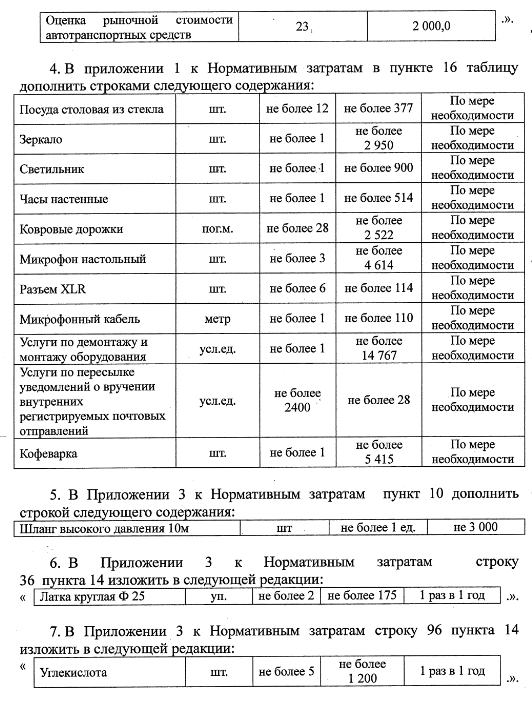 Оценка рыночной стоимости
автотранспортных средств
23
2 000,0
.».
4. В приложении 1 к Нормативным затратам в пункте 16 таблицу
дополнить строками следующего содержания:
Посуда столовая из стекла
шт.
не более 12
не более 377
По мере
необходимости
Зеркало
шт.
не более 1
не более
2 950
По мере
необходимости
Светильник
шт.
не более 1
не более 900
По мере
необходимости
Часы настенные
шт.
не более 1
не более 514
По мере
необходимости
Ковровые дорожки
пог.м.
не более 28
не более
2 522
По мере
необходимости
Микрофон настольный
шт.
не более 3
не более
4 614
По мере
необходимости
Разъем XLR
шт.
не более 6
не более 114
По мере
необходимости
Микрофонный кабель
метр
не более 1
не более 110
По мере
необходимости
Услуги по демонтажу и
монтажу оборудования
усл.ед.
не более 1
не более
14 767
По мере
необходимости
Услуги по пересылке
уведомлений о вручении
внутренних
регистрируемых почтовых
отправлений
усл.ед.
не более
2400
не более 28
По мере
необходимости
Кофеварка
шт.
не более 1
не более
5 415
По мере
необходимости
5. В Приложении 3 к Нормативным затратам пункт 10 дополнить
строкой следующего содержания:
Шланг высокого давления 10м
шт
не более 1 ед.
не 3 000
6. В Приложении 3 к Нормативным затратам строку
36 пункта 14 изложить в следующей редакции:
«
Латка круглая Ф 25
уп.
не более 2
не более 175
1 раз в 1 год
.».
7. В Приложении 3 к Нормативным затратам строку 96 пункта 14
изложить в следующей редакции:
«
Углекислота
шт.
не более 5
не более
1 200
1 раз в 1 год
.».